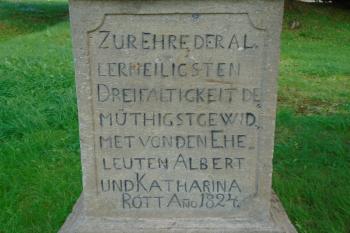 ZUR EHRE DER AL.
LERHEILIGSTEN
DREIFALTIGKEIT DE
MÜTHIGST GEWID.
MET VON DEN EHE
LEUTEN ALBERT
UND KATHARINA
ROTT AÑO 1824.